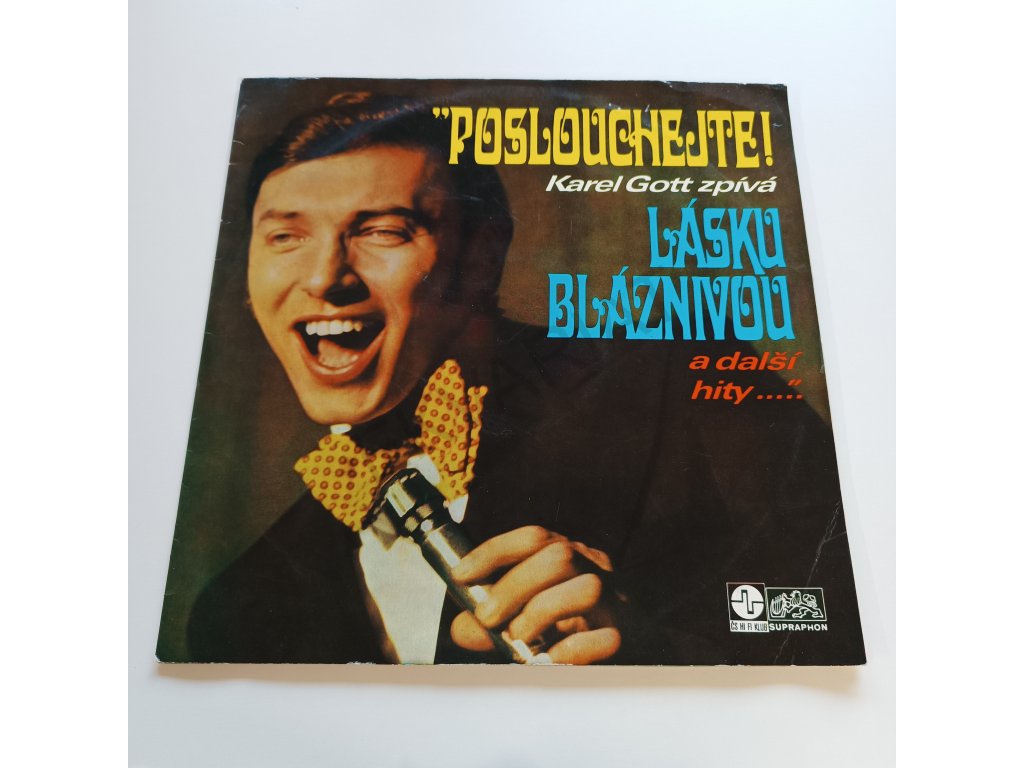 "POSLOUCHEJTE!
Karel Gott zpívá
LÁSKU
BLÁZNIVOU
a další
hity ....."
ČS HI FI KLUB
SUPRAPHON